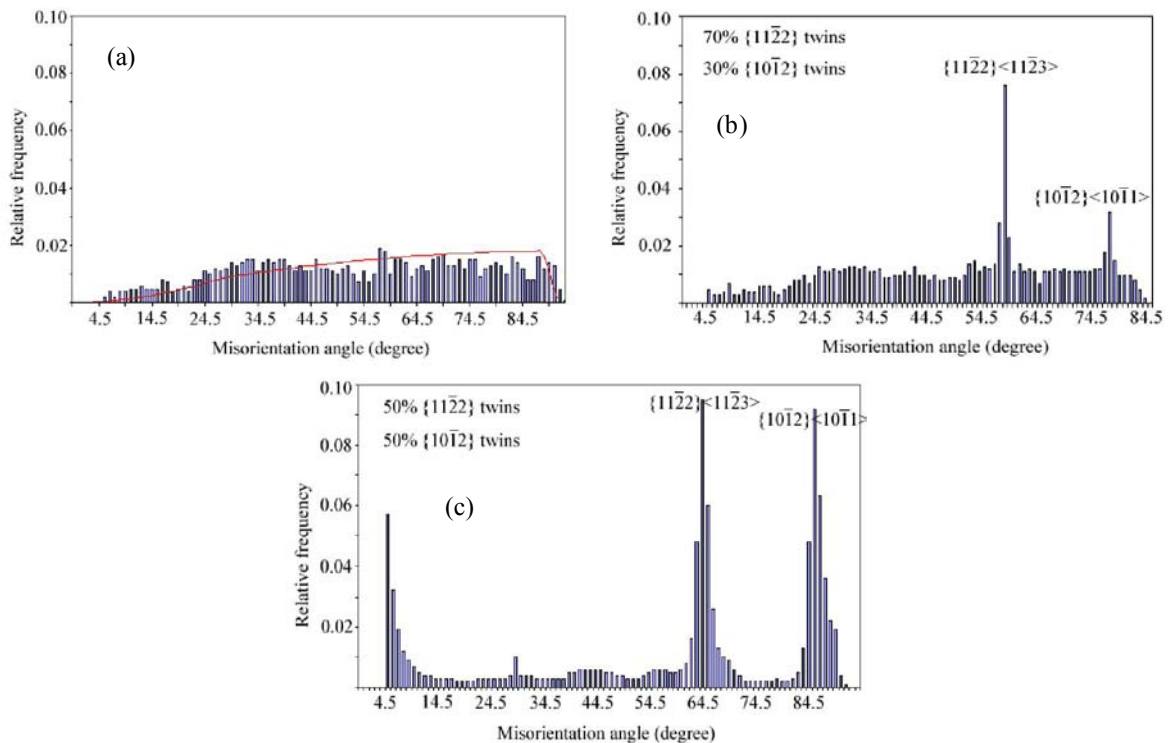 (a)
0.10
0.08
0.06
0.04
0.02
4.5 14.5 24.5 34.5 44.5 54.5 64.5 74.5 84.5
Relative frequency
Misorientation angle (degree)
(b)
70% {112̄2} twins
30% {101̄2} twins
{112̄2}<112̄3>
{101̄2}<101̄1>
0.10
0.08
0.06
0.04
0.02
0
4.5 14.5 24.5 34.5 44.5 54.5 64.5 74.5 84.5
Relative frequency
Misorientation angle (degree)
(c)
50% {112̄2} twins
50% {101̄2} twins
{112̄2}<112̄3>
{101̄2}<101̄1>
0.10
0.08
0.06
0.04
0.02
4.5 14.5 24.5 34.5 44.5 54.5 64.5 74.5 84.5
Relative frequency
Misorientation angle (degree)